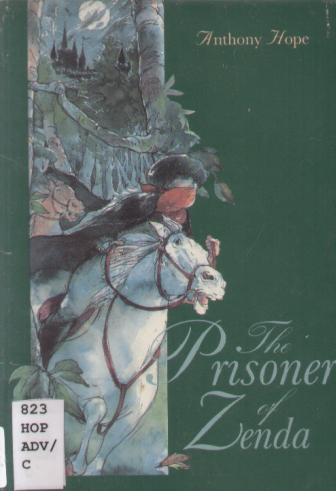 Anthony Hope
The
Prisoner
of
Zenda
823
HOP
ADV/
C